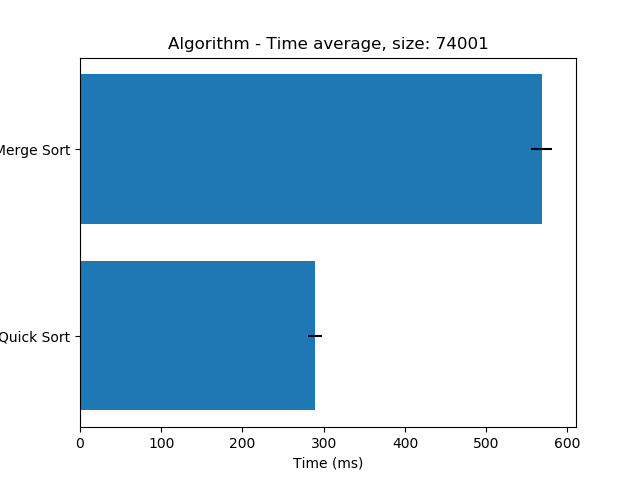 Algorithm - Time average, size: 74001
Merge Sort
Quick Sort
0 100 200 300 400 500 600
Time (ms)